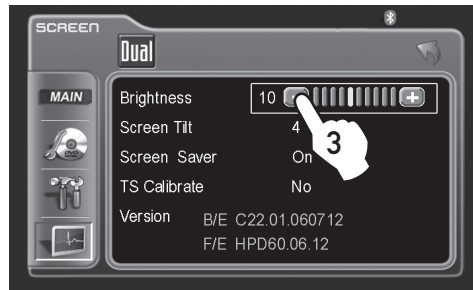 SCREEN
Dual
MAIN
Brightness 10 - +
Screen Tilt 4
Screen Saver On
TS Calibrate No
Version B/E C22.01.060712
F/E HPD60.06.12
3
DVD